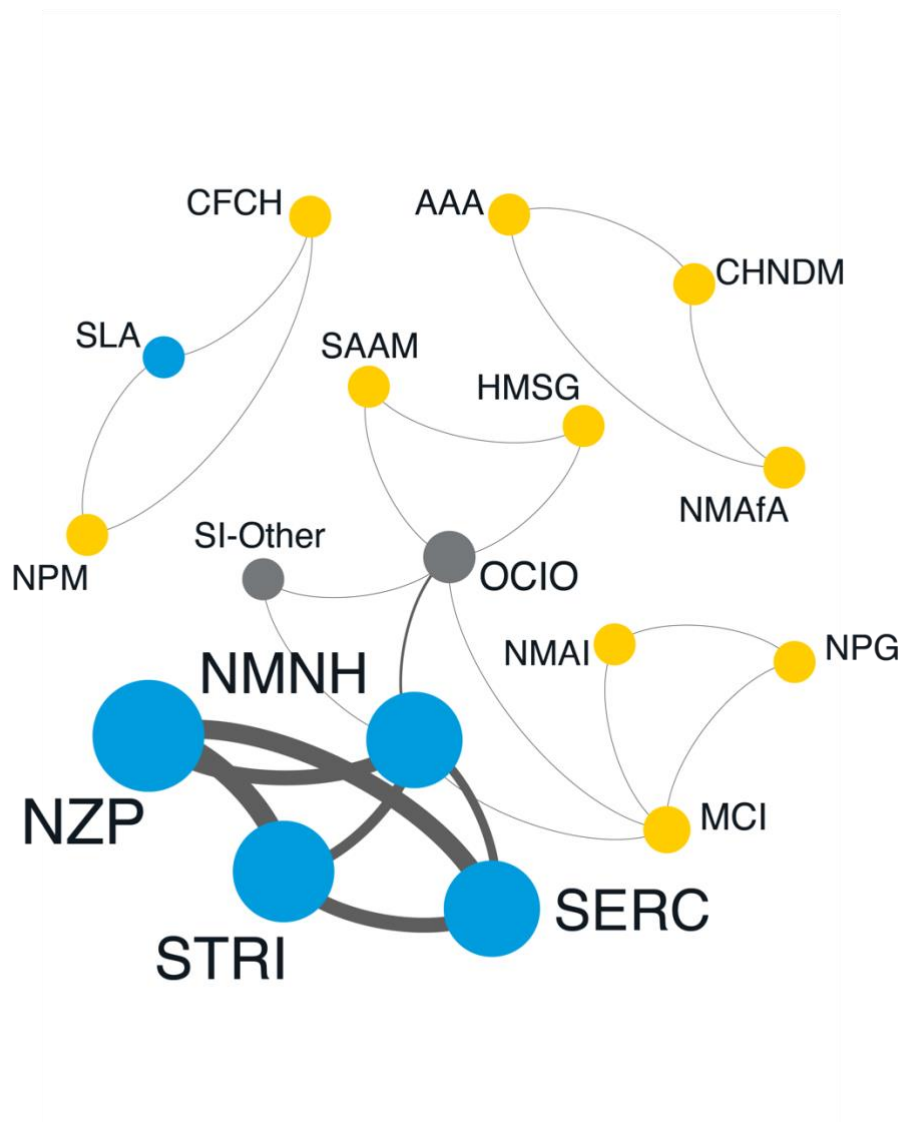 CFCH
AAA
CHNDM
SLA
SAAM
HMSG
NMAfA
SI-Other
OCIO
NPM
NMAI
NPG
NMNH
NZP
MCI
SERC
STRI